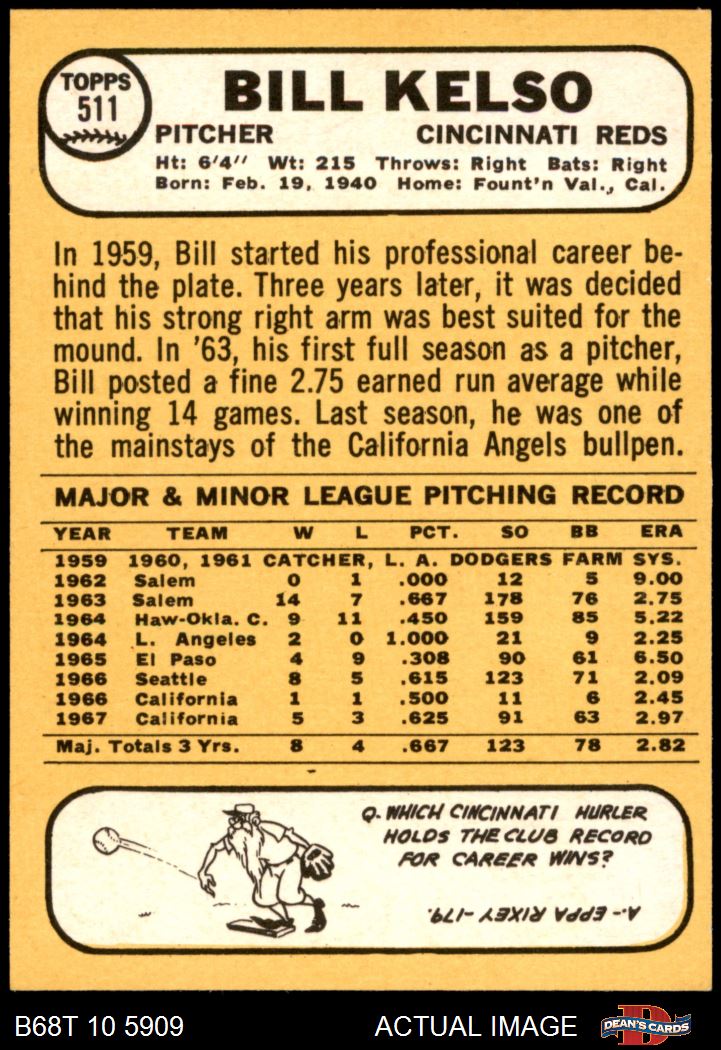 TOPPS
511
BILL KELSO
PITCHER CINCINNATI REDS
Ht: 6'4'' Wt: 215 Throws: Right Bats: Right
Born: Feb. 19, 1940 Home: Fount'n Val., Cal.
In 1959, Bill started his professional career be-
hind the plate. Three years later, it was decided
that his strong right arm was best suited for the
mound. In '63, his first full season as a pitcher,
Bill posted a fine 2.75 earned run average while
winning 14 games. Last season, he was one of
the mainstays of the California Angels bullpen.
MAJOR & MINOR LEAGUE PITCHING RECORD
YEAR TEAM W L PCT. SO BB ERA
1959 1960, 1961 CATCHER, L. A. DODGERS FARM SYS.
1962 Salem 0 1 .000 12 5 9.00
1963 Salem 14 7 .667 178 76 2.75
1964 Haw-Okla. C. 9 11 .450 159 85 5.22
1964 L. Angeles 2 0 1.000 21 9 2.25
1965 El Paso 4 9 .308 90 61 6.50
1966 Seattle 8 5 .615 123 71 2.09
1966 California 1 1 .500 11 6 2.45
1967 California 5 3 .625 91 63 2.97
Maj. Totals 3 Yrs. 8 4 .667 123 78 2.82
Q. WHICH CINCINNATI HURLER
HOLDS THE CLUB RECORD
FOR CAREER WINS?
A-. EPPA RIXEY-179.
B68T 10 5909 ACTUAL IMAGE
D
DEAN'S CARDS